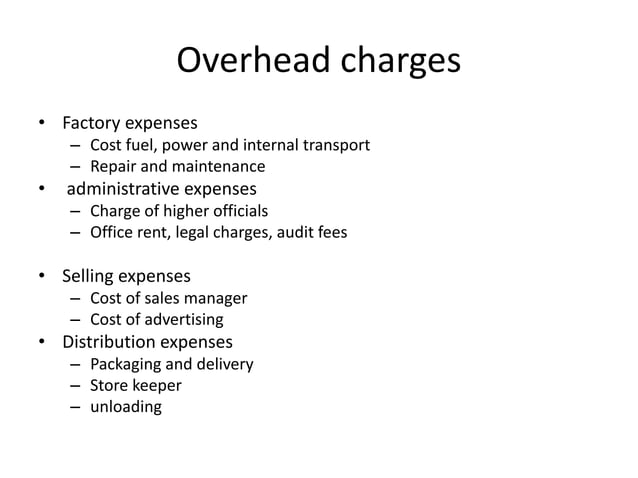 Overhead charges
• Factory expenses
– Cost fuel, power and internal transport
– Repair and maintenance
• administrative expenses
– Charge of higher officials
– Office rent, legal charges, audit fees
• Selling expenses
– Cost of sales manager
– Cost of advertising
• Distribution expenses
– Packaging and delivery
– Store keeper
– unloading